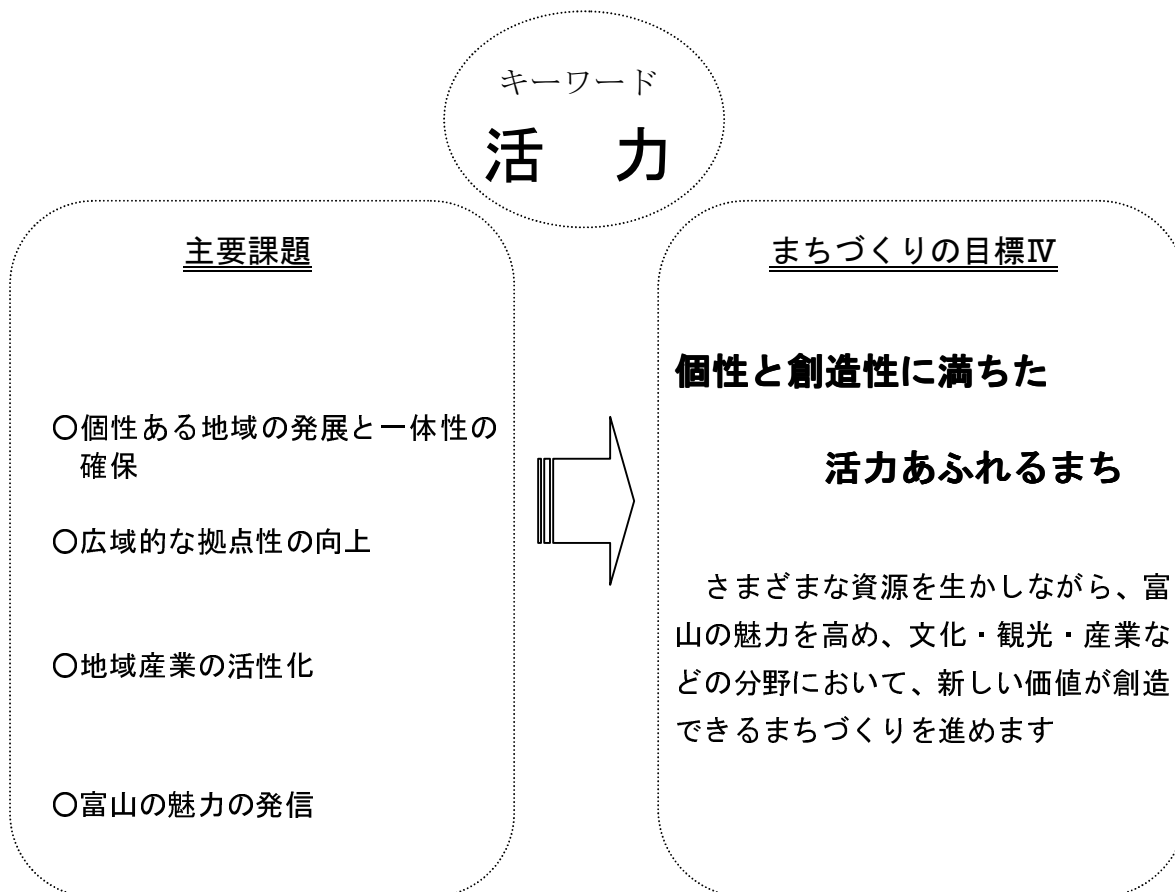 キーワード
活　力
主要課題
○個性ある地域の発展と一体性の
確保
○広域的な拠点性の向上
○地域産業の活性化
○富山の魅力の発信
まちづくりの目標Ⅳ
個性と創造性に満ちた
活力あふれるまち
さまざまな資源を生かしながら、富
山の魅力を高め、文化・観光・産業な
どの分野において、新しい価値が創造
できるまちづくりを進めます